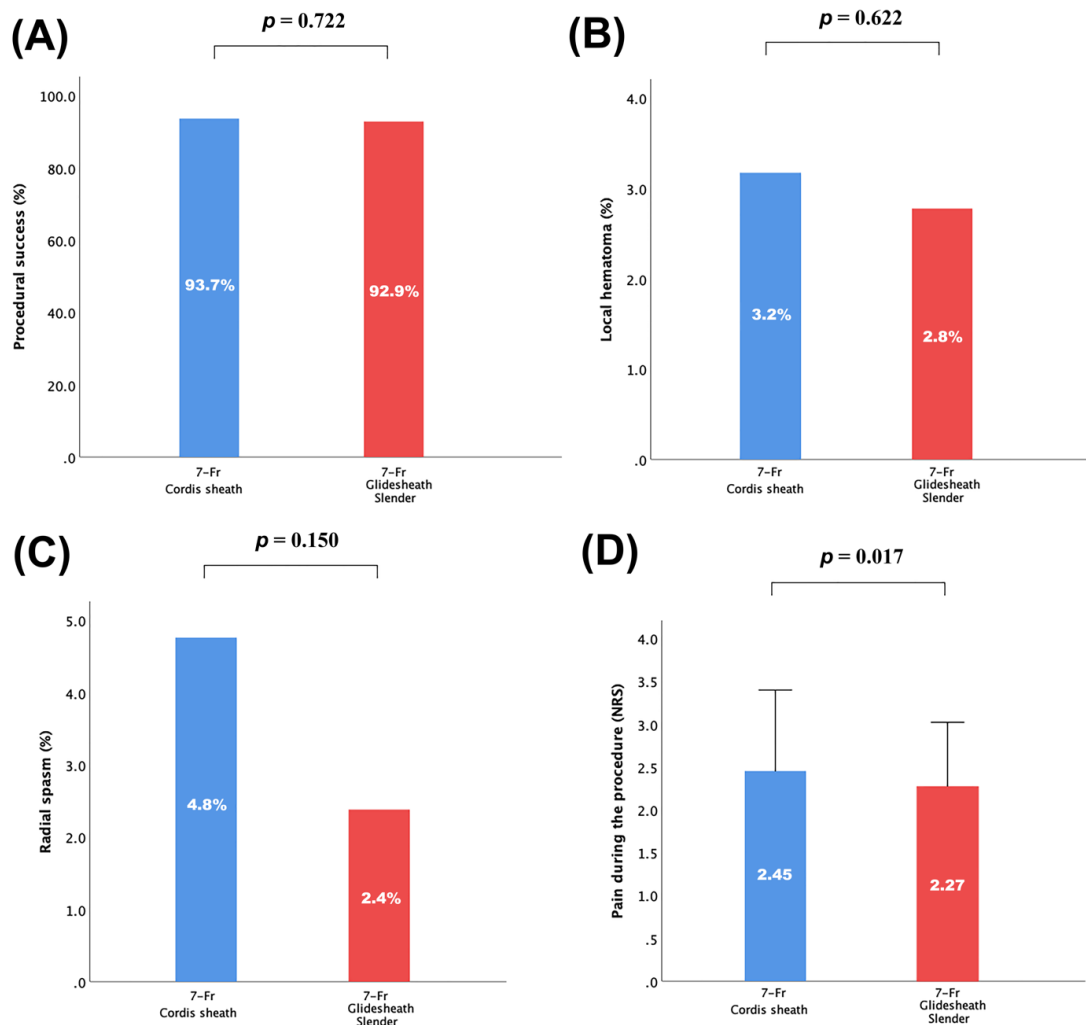 (A)
p = 0.722
Procedural success (%)
100.0
80.0
60.0
40.0
20.0
.0
93.7%
92.9%
7-Fr
Cordis sheath
7-Fr
Glidesheath
Slender
(B)
p = 0.622
Local hematoma (%)
4.0
3.0
2.0
1.0
.0
3.2%
2.8%
7-Fr
Cordis sheath
7-Fr
Glidesheath
Slender
(C)
p = 0.150
Radial spasm (%)
5.0
4.0
3.0
2.0
1.0
.0
4.8%
2.4%
7-Fr
Cordis sheath
7-Fr
Glidesheath
Slender
(D)
p = 0.017
Pain during the procedure (NRS)
4.0
3.5
3.0
2.5
2.0
1.5
1.0
.5
.0
2.45
2.27
7-Fr
Cordis sheath
7-Fr
Glidesheath
Slender